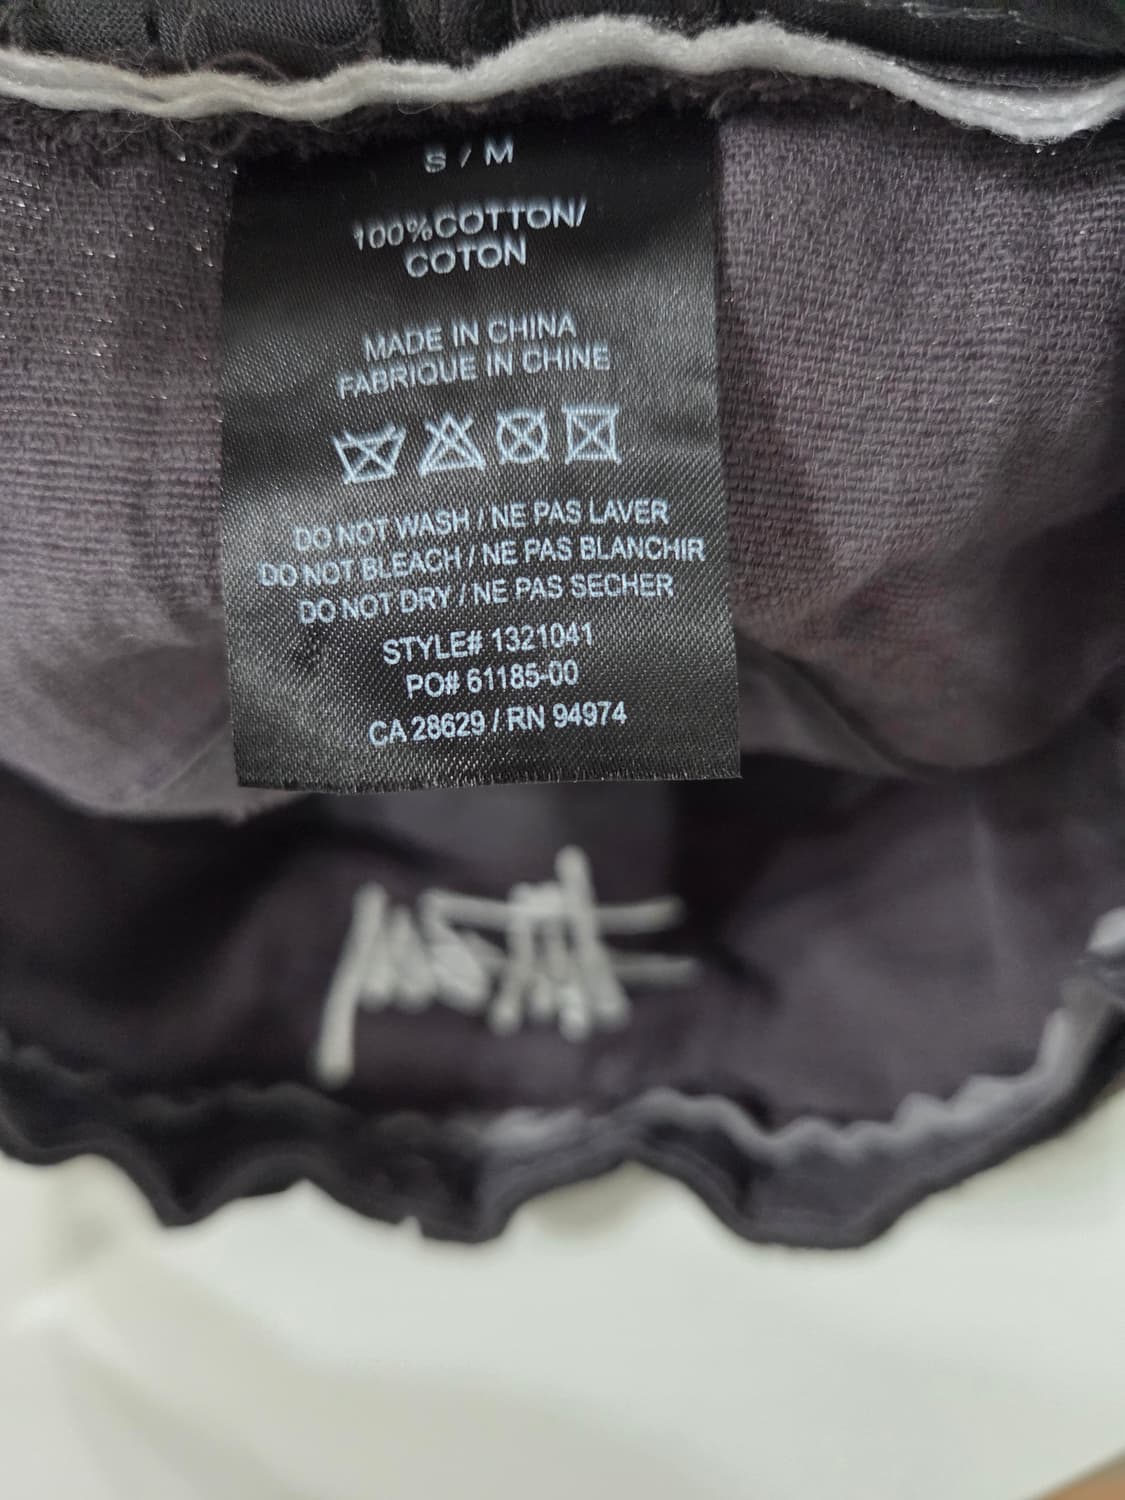 S / M
100%COTTON/
COTON
MADE IN CHINA
FABRIQUE IN CHINE
DO NOT WASH / NE PAS LAVER
DO NOT BLEACH / NE PAS BLANCHIR
DO NOT DRY / NE PAS SECHER
STYLE# 1321041
PO# 61185-00
CA 28629 / RN 94974